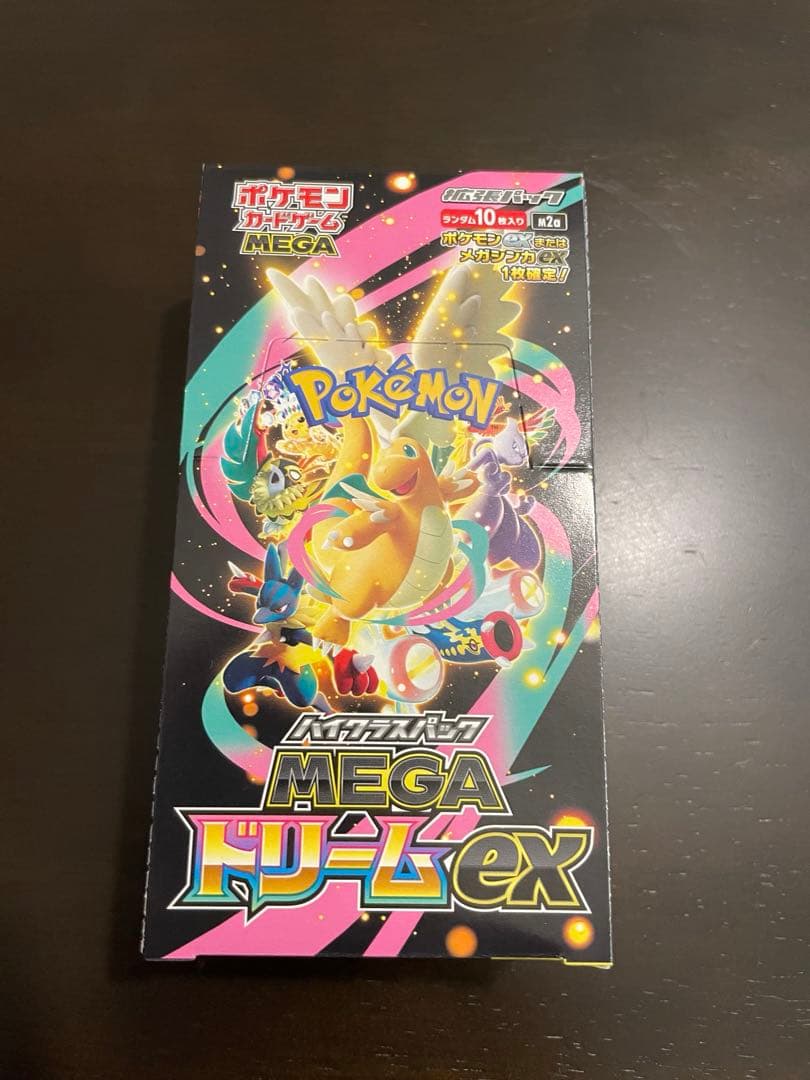 ポケモン
カードゲーム
MEGA
拡張パック
ランダム10枚入り M2a
ポケモンexまたは
メガシンカex
1枚確定!
POKéMON
ハイクラスパック
MEGA
ドリームex